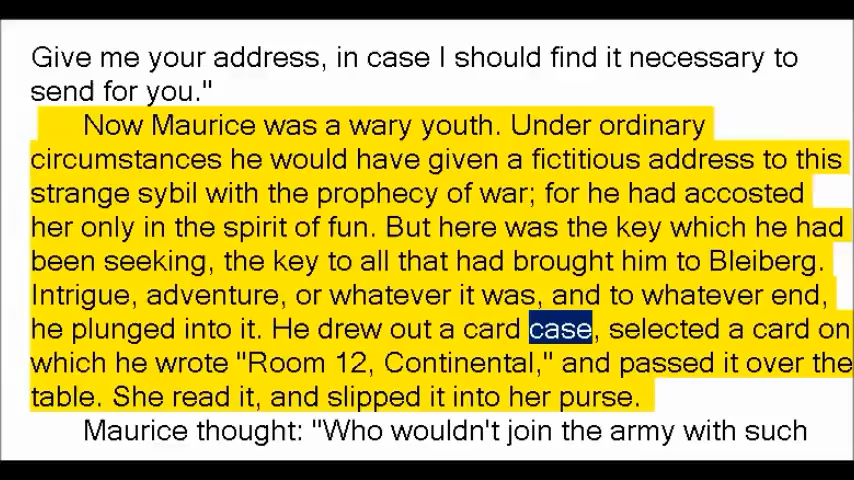 Give me your address, in case I should find it necessary to
send for you."
Now Maurice was a wary youth. Under ordinary
circumstances he would have given a fictitious address to this
strange sybil with the prophecy of war; for he had accosted
her only in the spirit of fun. But here was the key which he had
been seeking, the key to all that had brought him to Bleiberg.
Intrigue, adventure, or whatever it was, and to whatever end,
he plunged into it. He drew out a card case, selected a card on
which he wrote "Room 12, Continental," and passed it over the
table. She read it, and slipped it into her purse.
Maurice thought: "Who wouldn't join the army with such